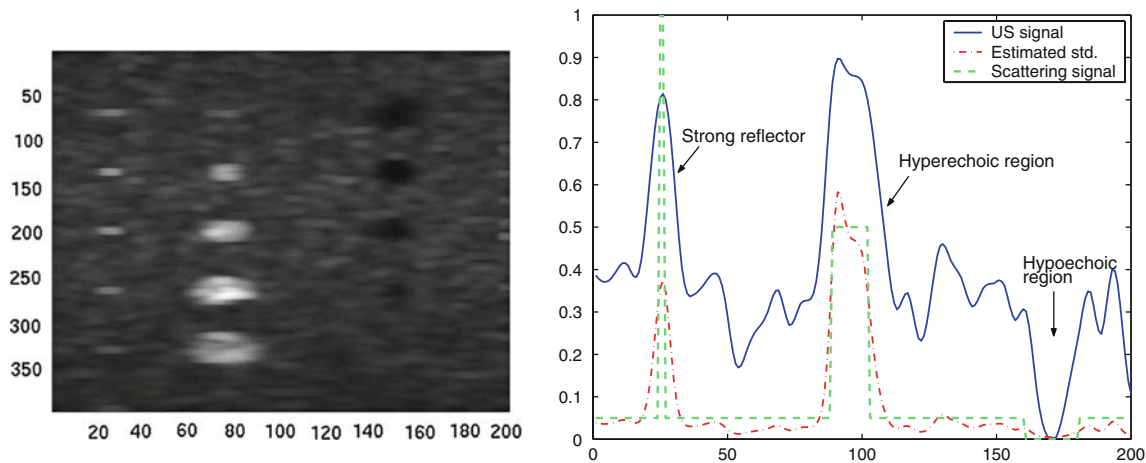 50
100
150
200
250
300
350
20 40 60 80 100 120 140 160 180 200
1
0.9
0.8
0.7
0.6
0.5
0.4
0.3
0.2
0.1
0
0 50 100 150 200
US signal
Estimated std.
Scattering signal
Strong reflector
Hyperechoic region
Hypoechoic
region